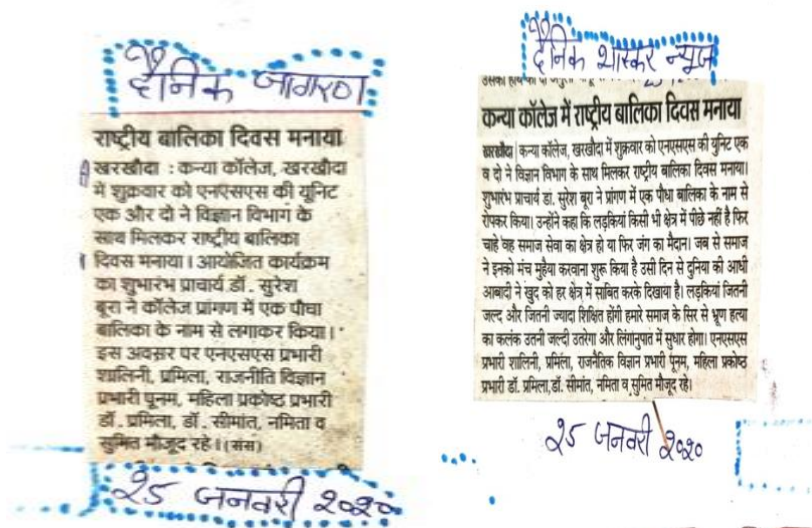 दैनिक जागरण
राष्ट्रीय बालिका दिवस मनाया
खरखौदा : कन्या कॉलेज, खरखौदा
में शुक्रवार को एनएसएस की यूनिट
एक और दो ने विज्ञान विभाग के
साथ मिलकर राष्ट्रीय बालिका
दिवस मनाया। आयोजित कार्यक्रम
का शुभारंभ प्राचार्य डॉ. सुरेश
बूरा ने कॉलेज प्रांगण में एक पौधा
बालिका के नाम से लगाकर किया।
इस अवसर पर एनएसएस प्रभारी
शालिनी, प्रमिला, राजनीति विज्ञान
प्रभारी पूनम, महिला प्रकोष्ठ प्रभारी
डॉ. प्रमिला, डॉ. सीमांत, नमिता व
सुमित मौजूद रहे। (संस)
25 जनवरी 2020
दैनिक भास्कर न्यूज
कन्या कॉलेज में राष्ट्रीय बालिका दिवस मनाया
खरखौदा| कन्या कॉलेज, खरखौदा में शुक्रवार को एनएसएस की यूनिट एक
व दो ने विज्ञान विभाग के साथ मिलकर राष्ट्रीय बालिका दिवस मनाया।
शुभारंभ प्राचार्य डा. सुरेश बूरा ने प्रांगण में एक पौधा बालिका के नाम से
रोपकर किया। उन्होंने कहा कि लड़कियां किसी भी क्षेत्र में पीछे नहीं है फिर
चाहे वह समाज सेवा का क्षेत्र हो या फिर जंग का मैदान। जब से समाज
ने इनको मंच मुहैया करवाना शुरू किया है उसी दिन से दुनिया की आधी
आबादी ने खुद को हर क्षेत्र में साबित करके दिखाया है। लड़कियां जितनी
जल्द और जितनी ज्यादा शिक्षित होंगी हमारे समाज के सिर से भ्रूण हत्या
का कलंक उतनी जल्दी उतरेगा और लिंगानुपात में सुधार होगा। एनएसएस
प्रभारी शालिनी, प्रमिला, राजनैतिक विज्ञान प्रभारी पूनम, महिला प्रकोष्ठ
प्रभारी डॉ. प्रमिला,डॉ. सीमांत, नमिता व सुमित मौजूद रहे।
25 जनवरी 2020